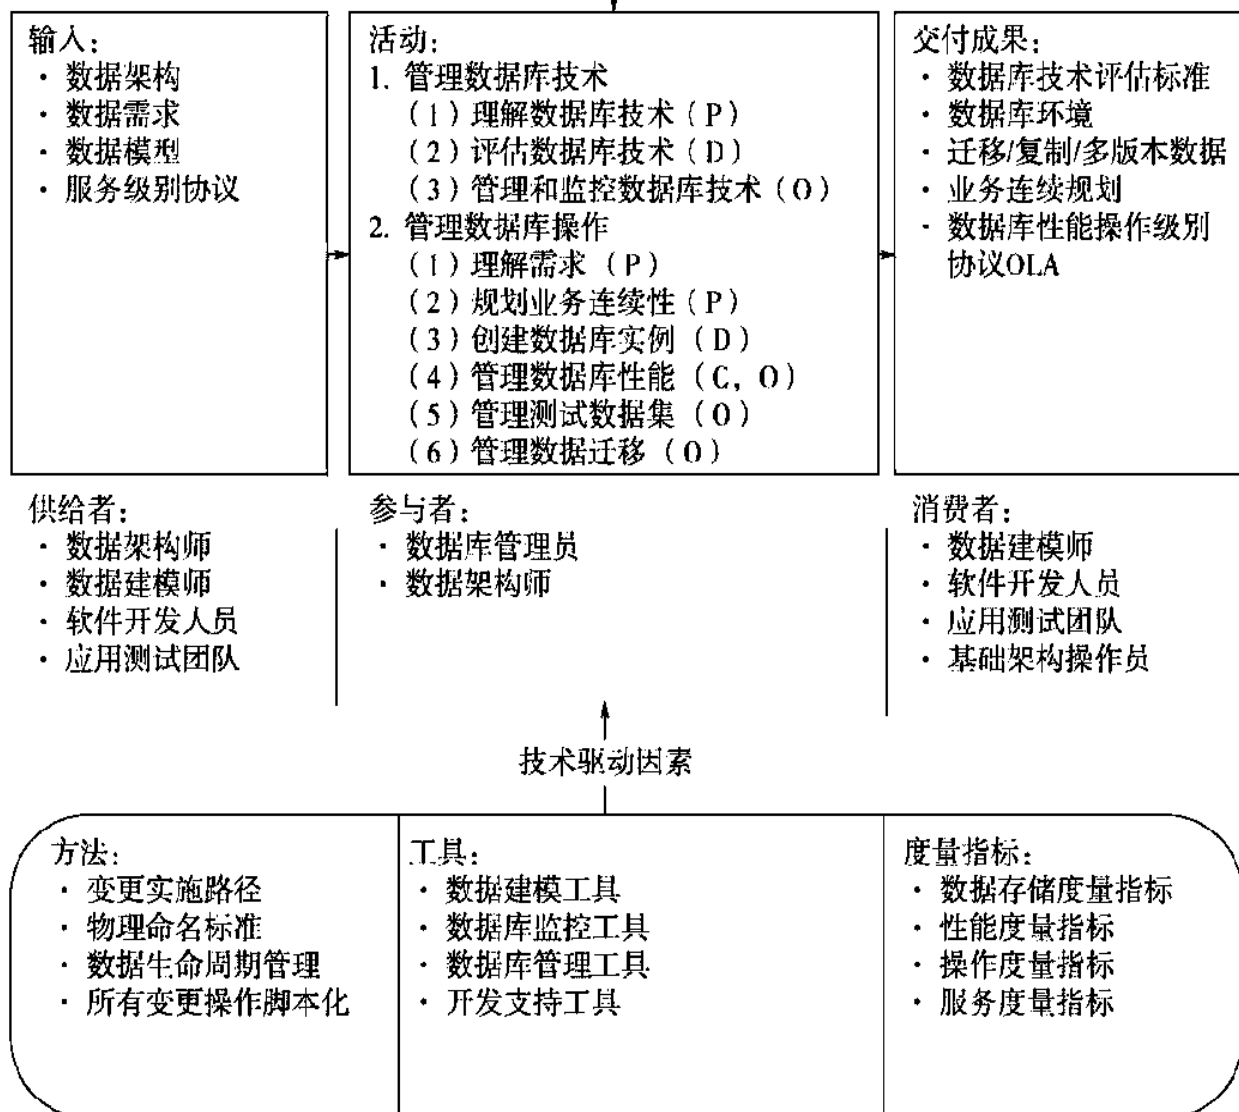 输入：
· 数据架构
· 数据需求
· 数据模型
· 服务级别协议
活动：
1. 管理数据库技术
（1）理解数据库技术（P）
（2）评估数据库技术（D）
（3）管理和监控数据库技术（O）
2. 管理数据库操作
（1）理解需求（P）
（2）规划业务连续性（P）
（3）创建数据库实例（D）
（4）管理数据库性能（C，O）
（5）管理测试数据集（O）
（6）管理数据迁移（O）
交付成果：
· 数据库技术评估标准
· 数据库环境
· 迁移/复制/多版本数据
· 业务连续规划
· 数据库性能操作级别
协议OLA
供给者：
· 数据架构师
· 数据建模师
· 软件开发人员
· 应用测试团队
参与者：
· 数据库管理员
· 数据架构师
消费者：
· 数据建模师
· 软件开发人员
· 应用测试团队
· 基础架构操作员
技术驱动因素
方法：
· 变更实施路径
· 物理命名标准
· 数据生命周期管理
· 所有变更操作脚本化
工具：
· 数据建模工具
· 数据库监控工具
· 数据库管理工具
· 开发支持工具
度量指标：
· 数据存储度量指标
· 性能度量指标
· 操作度量指标
· 服务度量指标